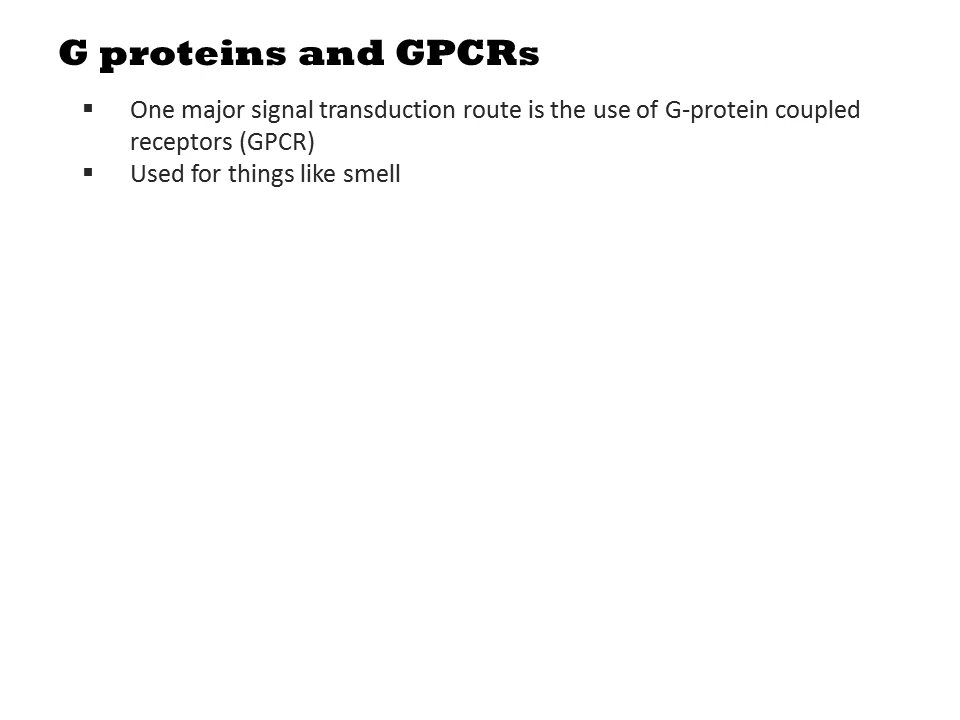 G proteins and GPCRs
▪ One major signal transduction route is the use of G-protein coupled
receptors (GPCR)
▪ Used for things like smell